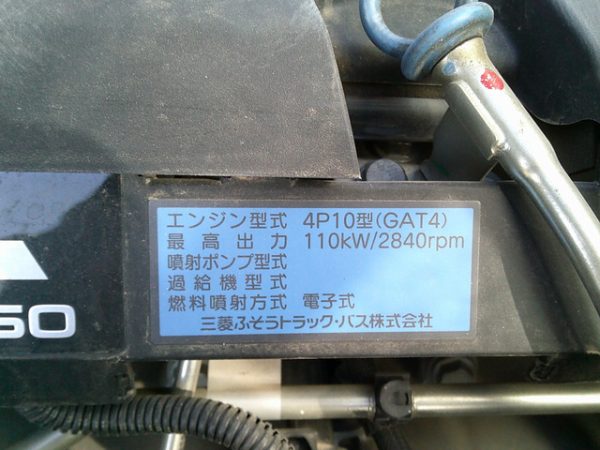 エンジン型式 4P10型(GAT4)
最高出力 110kW/2840rpm
噴射ポンプ型式
過給機型式
燃料噴射方式 電子式
三菱ふそうトラック・バス株式会社
50